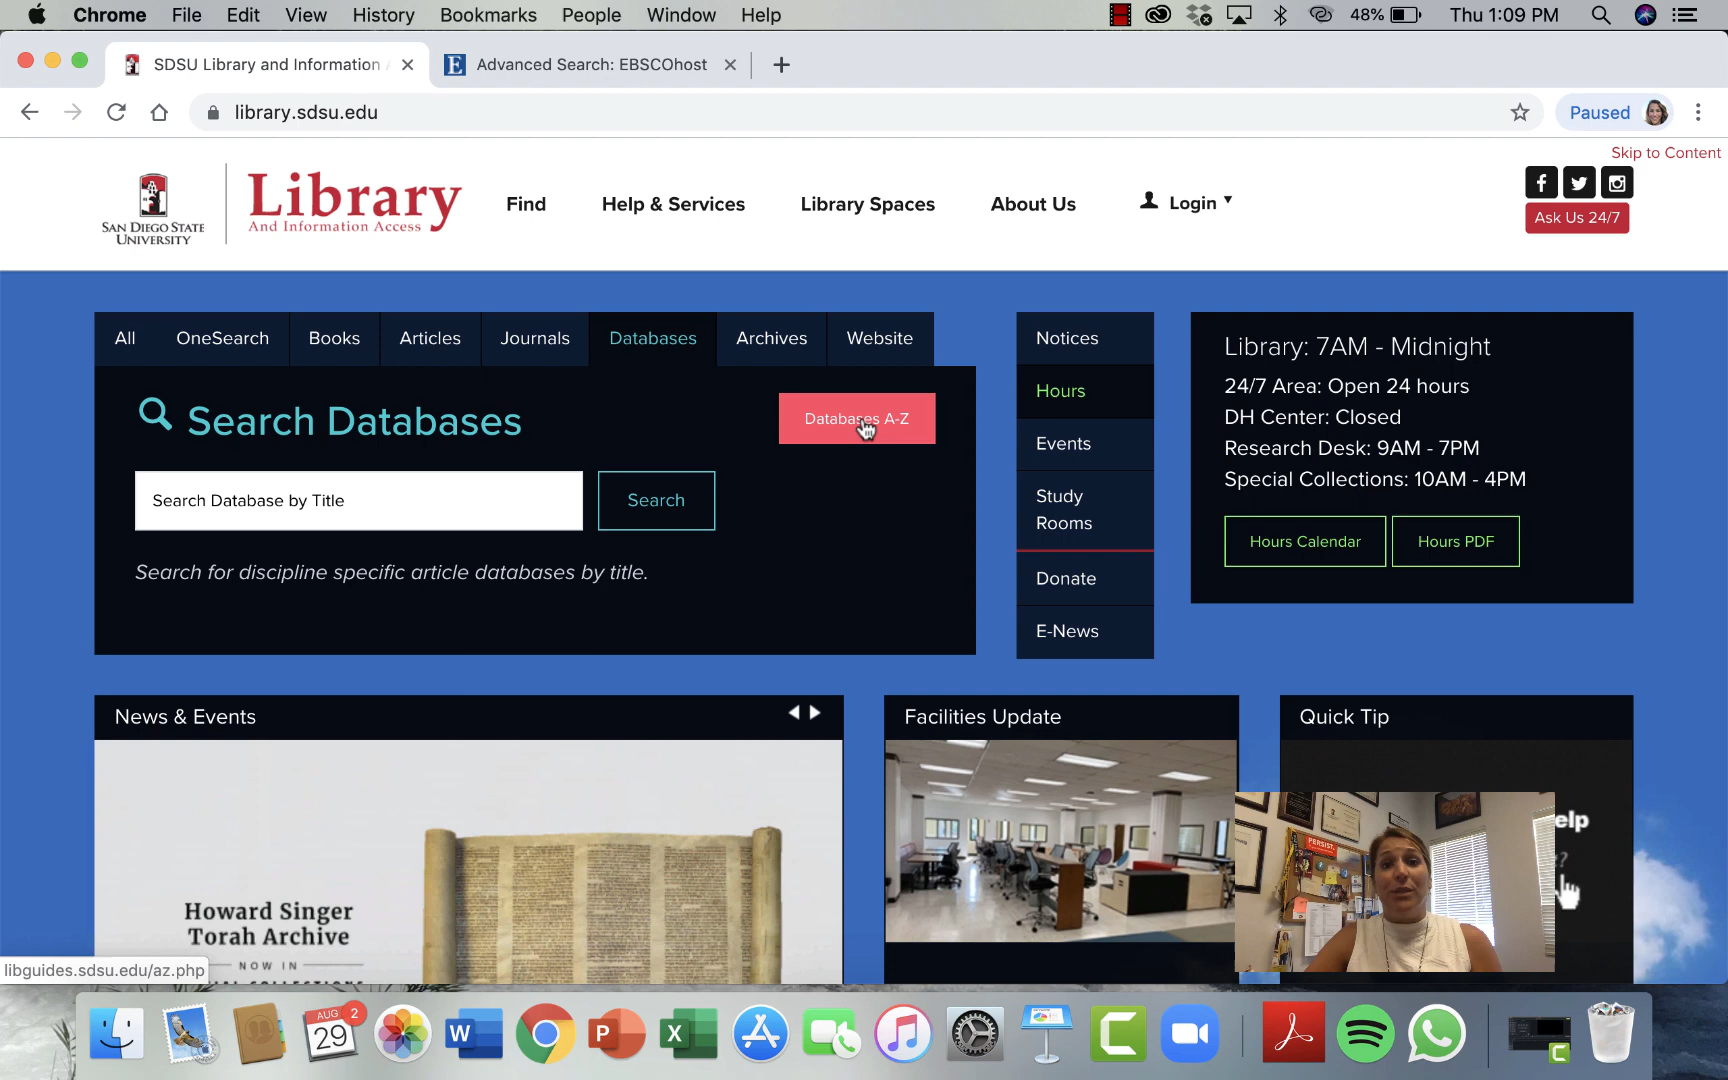 Chrome File Edit View History Bookmarks People Window Help 48% Thu 1:09 PM
SDSU Library and Information
Advanced Search: EBSCOhost
library.sdsu.edu
Paused
Skip to Content
SAN DIEGO STATE
UNIVERSITY
Library
And Information Access
Find
Help & Services
Library Spaces
About Us
Login
Ask Us 24/7
All
OneSearch
Books
Articles
Journals
Databases
Archives
Website
Search Databases
Databases A-Z
Search Database by Title
Search
Search for discipline specific article databases by title.
Notices
Hours
Events
Study
Rooms
Donate
E-News
Library: 7AM - Midnight
24/7 Area: Open 24 hours
DH Center: Closed
Research Desk: 9AM - 7PM
Special Collections: 10AM - 4PM
Hours Calendar
Hours PDF
News & Events
Howard Singer
Torah Archive
NOW IN
Facilities Update
Quick Tip
elp
?
PERSIST.
libguides.sdsu.edu/az.php
AUG
29
2
W
P
X